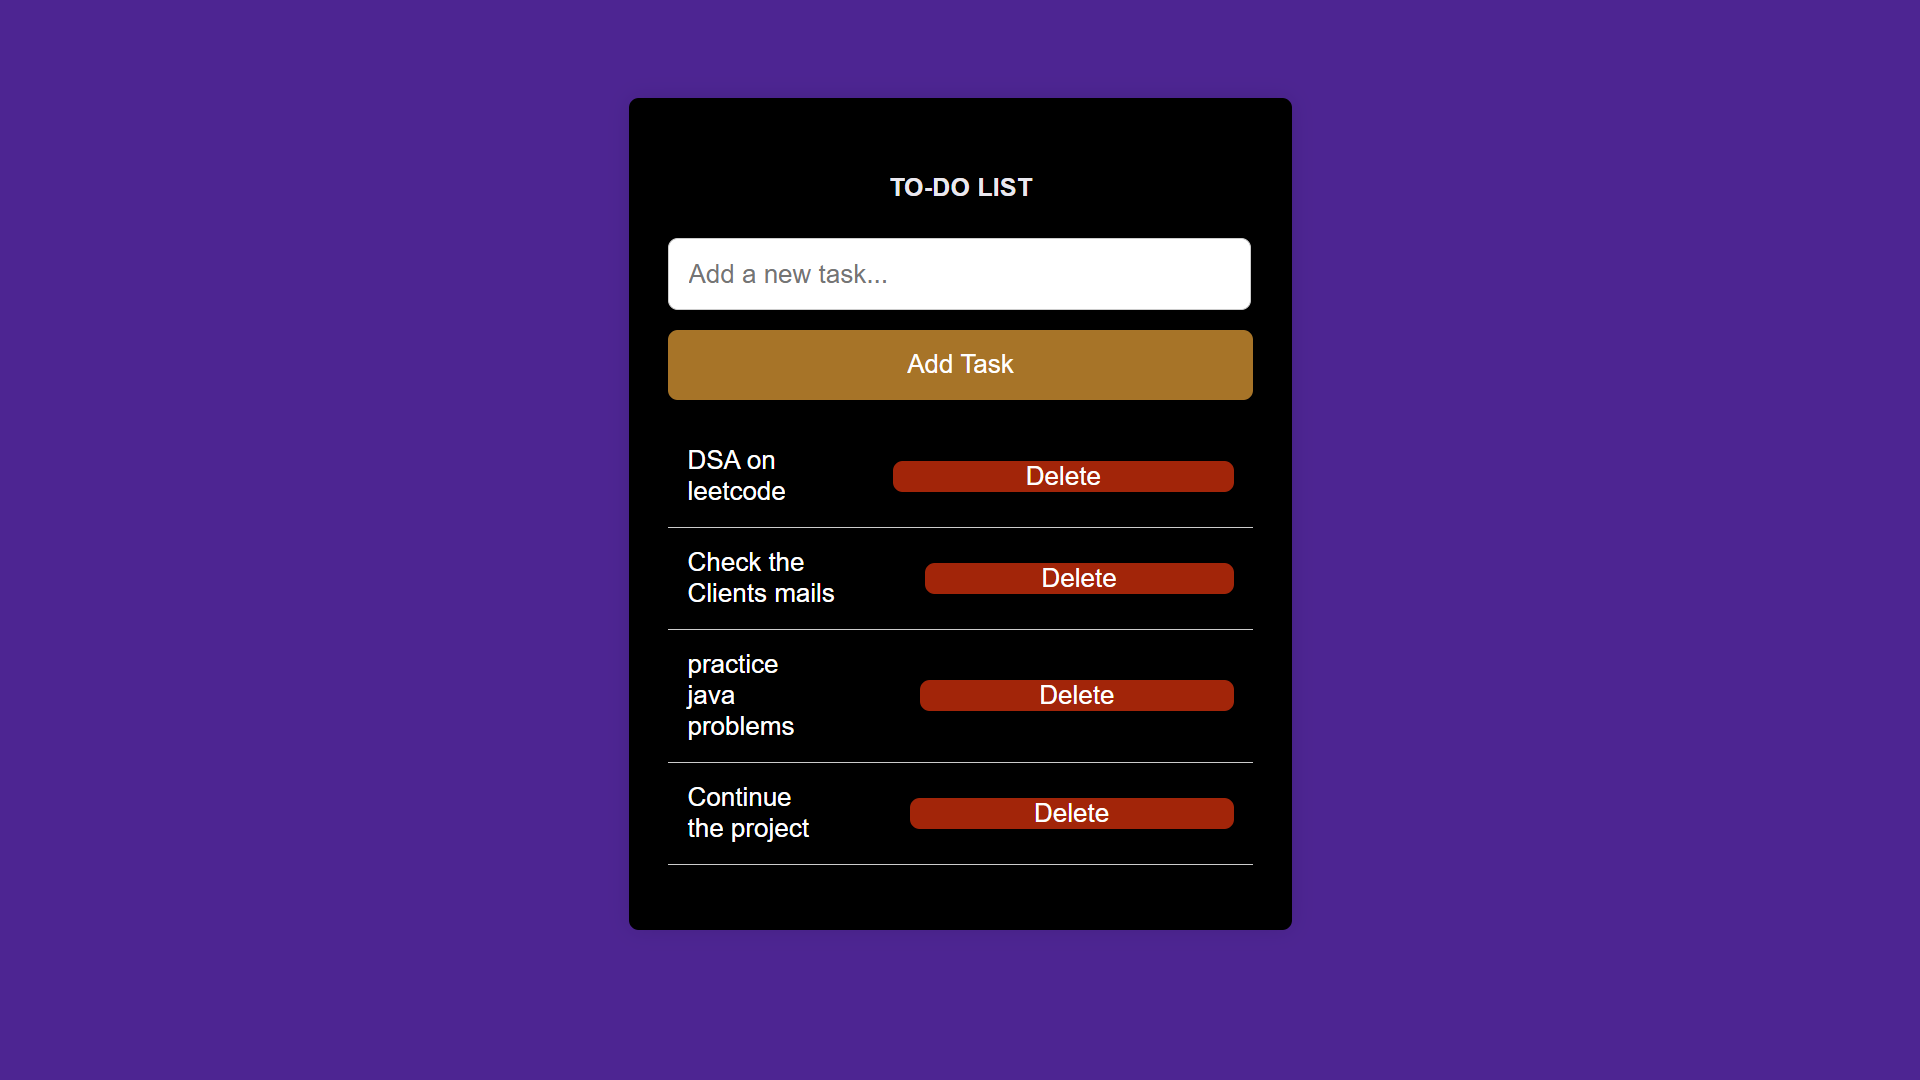 TO-DO LIST
Add a new task...
Add Task
DSA on
leetcode
Delete
Check the
Clients mails
Delete
practice
java
problems
Delete
Continue
the project
Delete